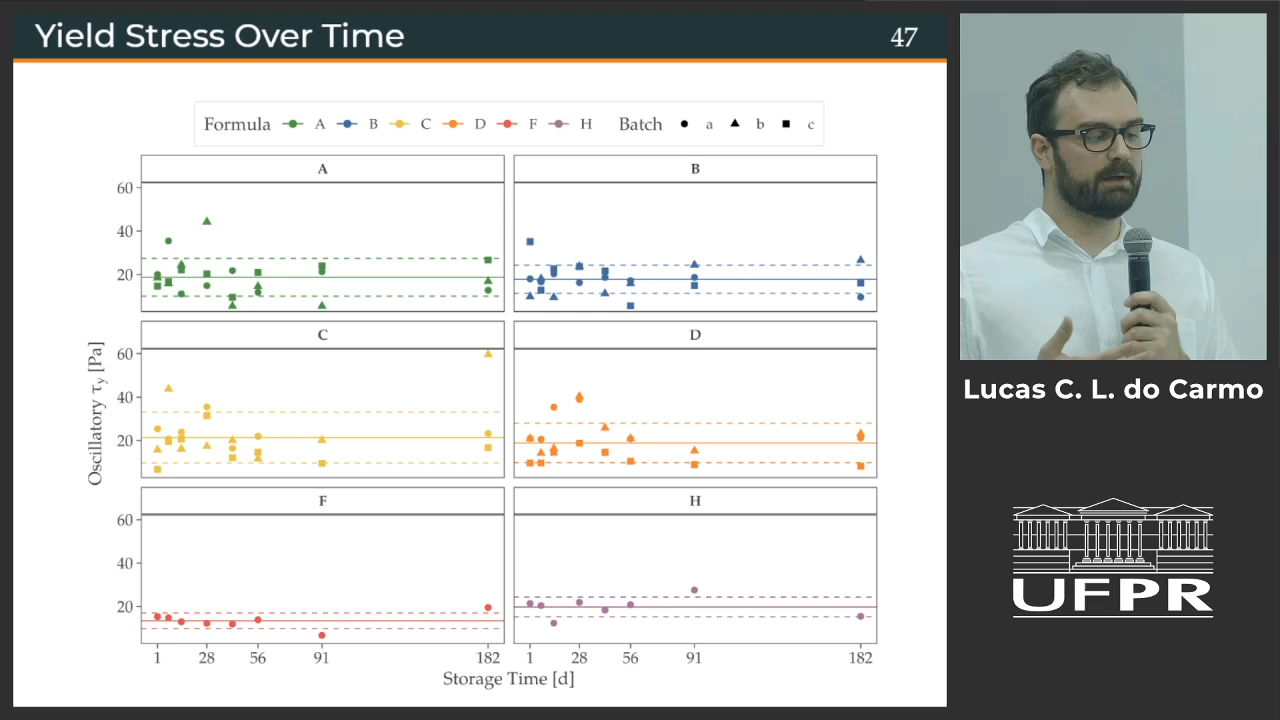 Yield Stress Over Time 47
Formula A B C D F H Batch a b c
A B
60
40
20
C D
60
40
20
F H
60
40
20
1 28 56 91 182 1 28 56 91 182
Oscillatory τy [Pa]
Storage Time [d]
Lucas C. L. do Carmo
UFPR